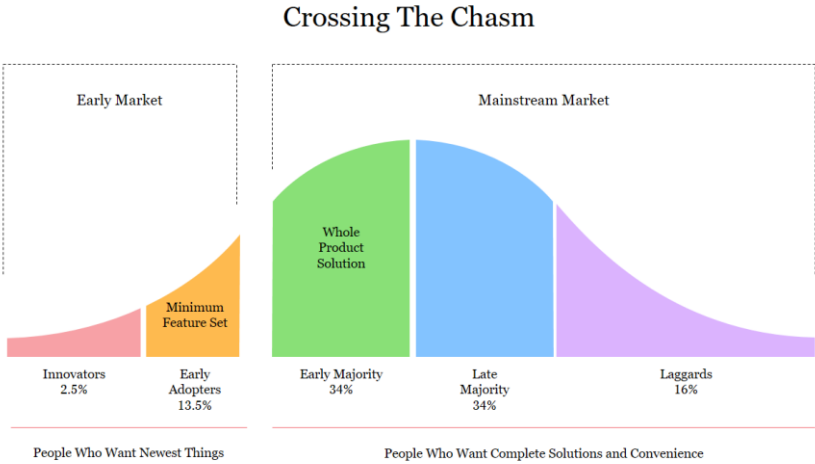 Crossing The Chasm
Early Market
Mainstream Market
Whole
Product
Solution
Minimum
Feature Set
Innovators
2.5%
Early
Adopters
13.5%
Early Majority
34%
Late
Majority
34%
Laggards
16%
People Who Want Newest Things
People Who Want Complete Solutions and Convenience